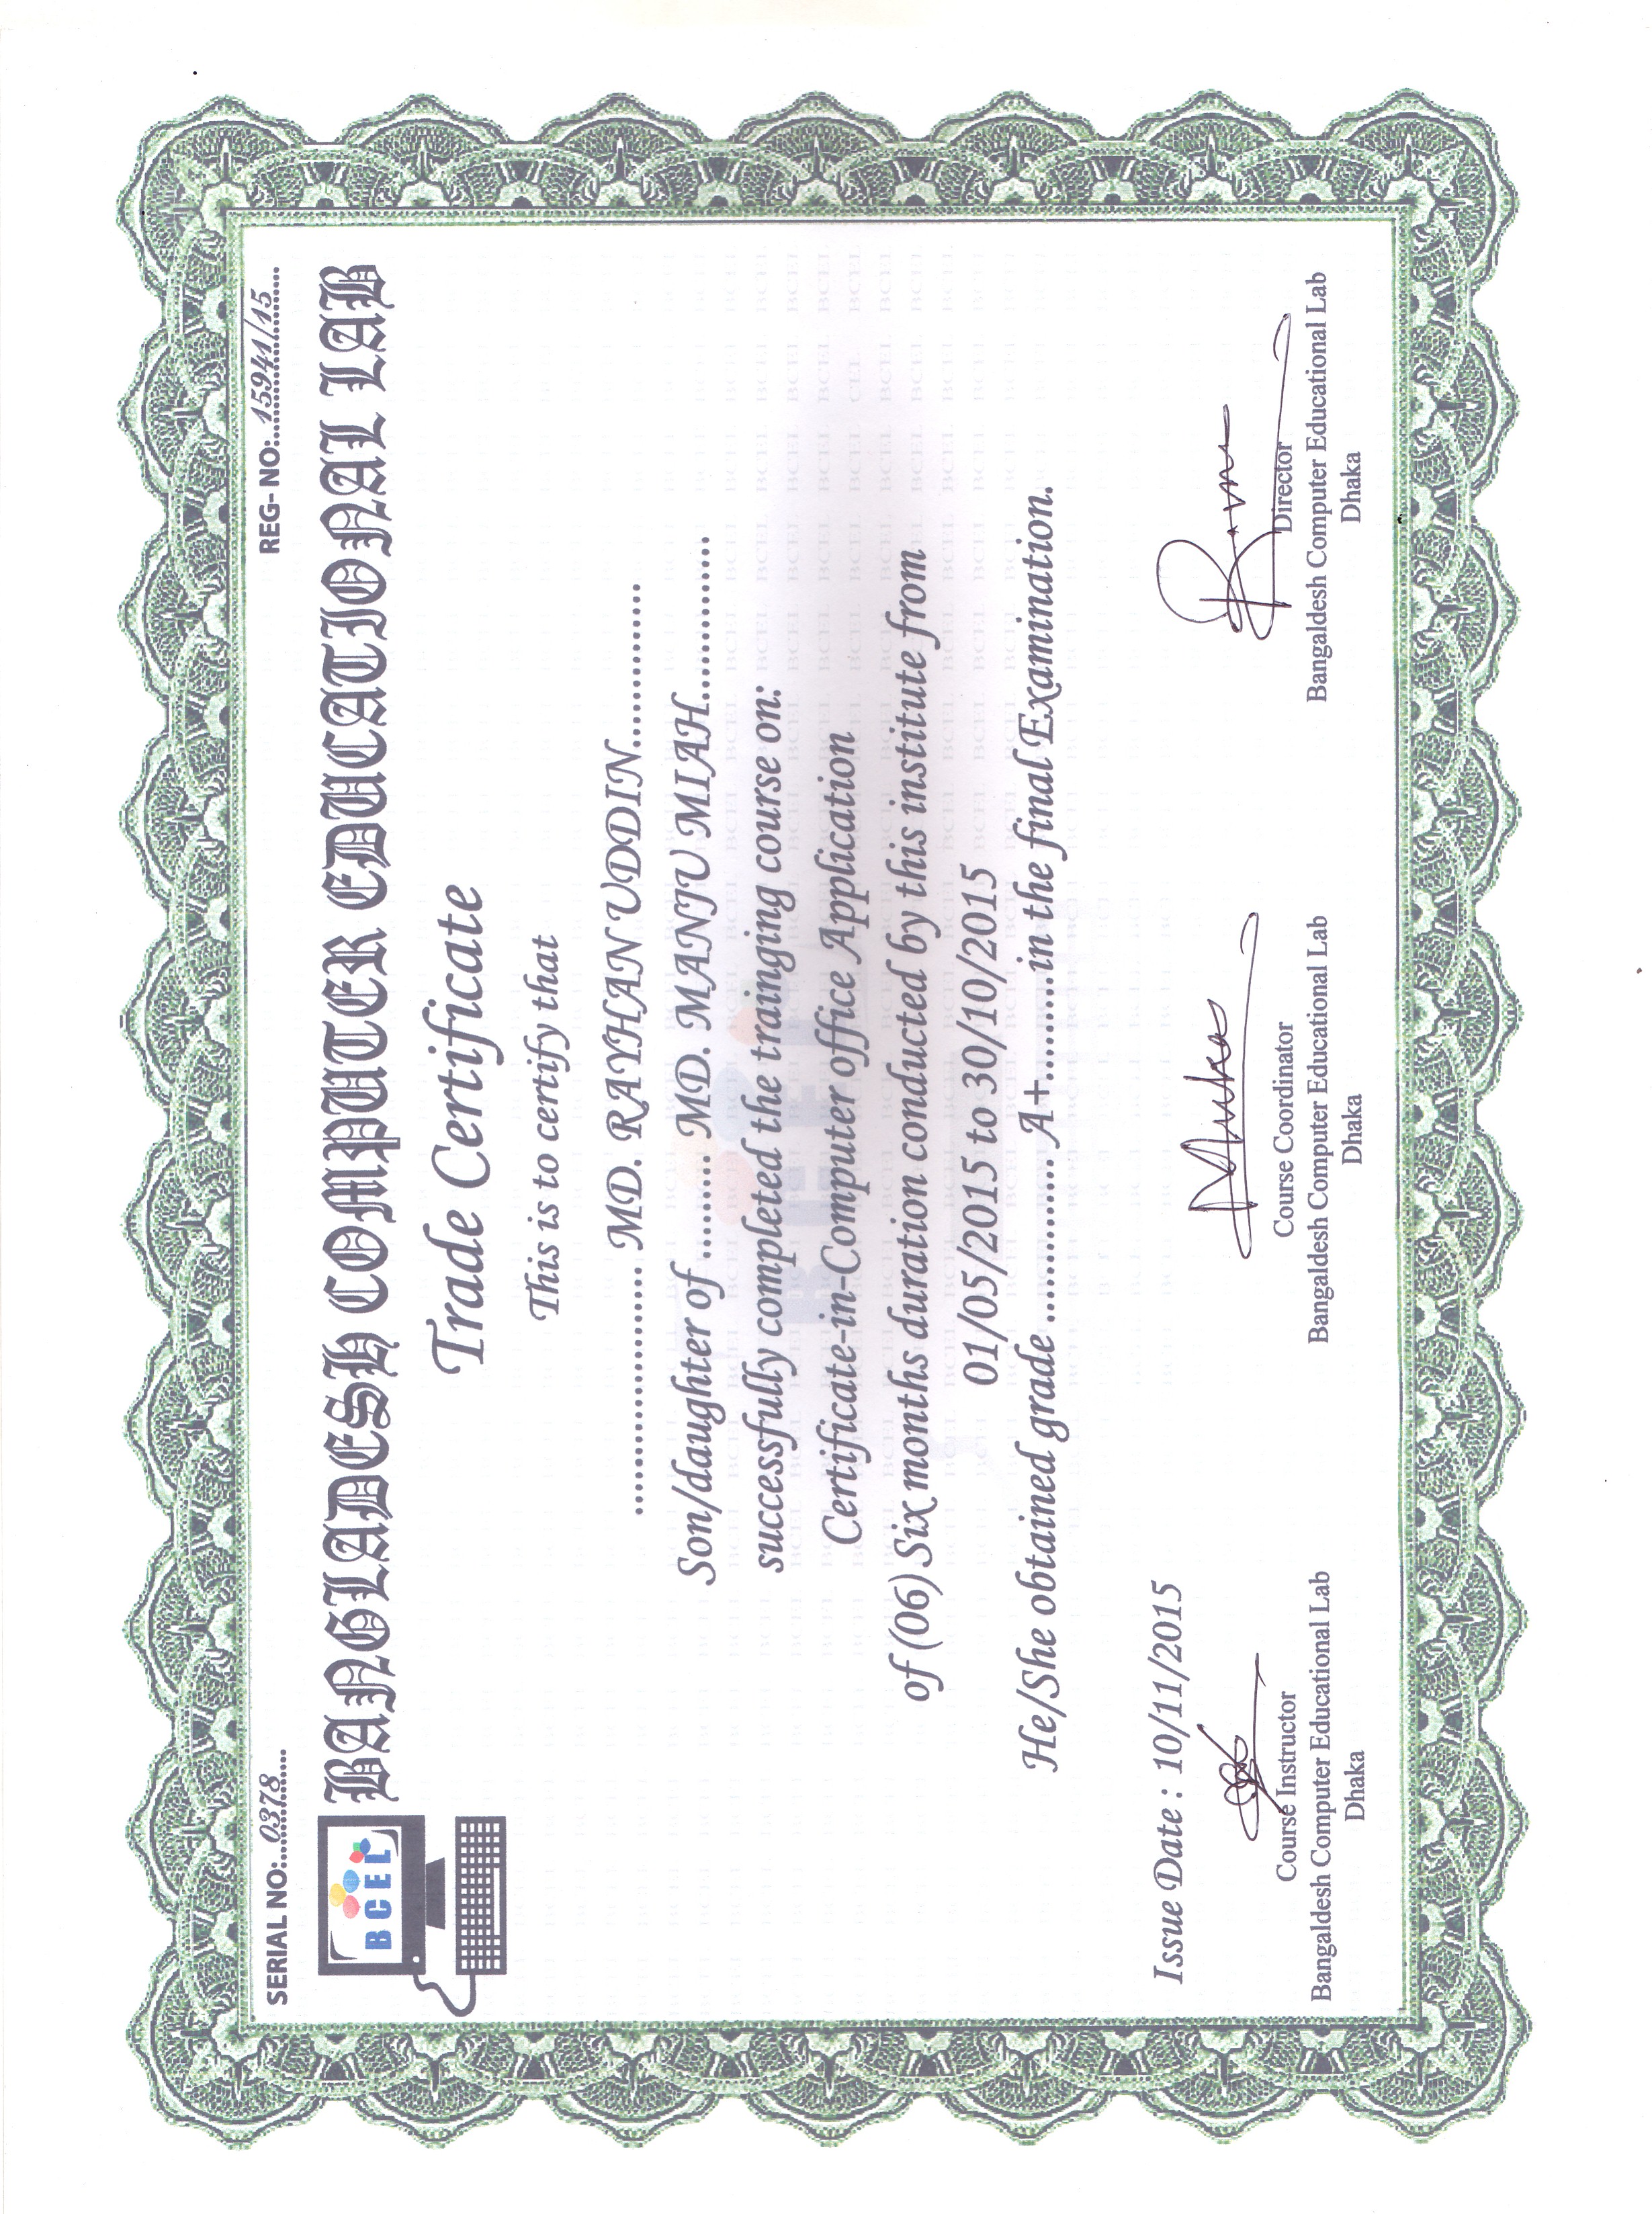 SERIAL NO:..0378....
REG- NO:..15941/15...
BCEL
BANGLADESH COMPUTER EDUCATIONAL LAB
Trade Certificate
This is to certify that
..................... MD. RAYHAN UDDIN..............
Son/daughter of ......... MD. MANJU MIAH..............
successfully completed the trainging course on:
Certificate-in-Computer office Application
of (06) Six months duration conducted by this institute from
01/05/2015 to 30/10/2015
He/She obtained grade .............. A+.........in the final Examination.
Issue Date : 10/11/2015
Course Instructor
Bangaldesh Computer Educational Lab
Dhaka
Course Coordinator
Bangaldesh Computer Educational Lab
Dhaka
Director
Bangaldesh Computer Educational Lab
Dhaka